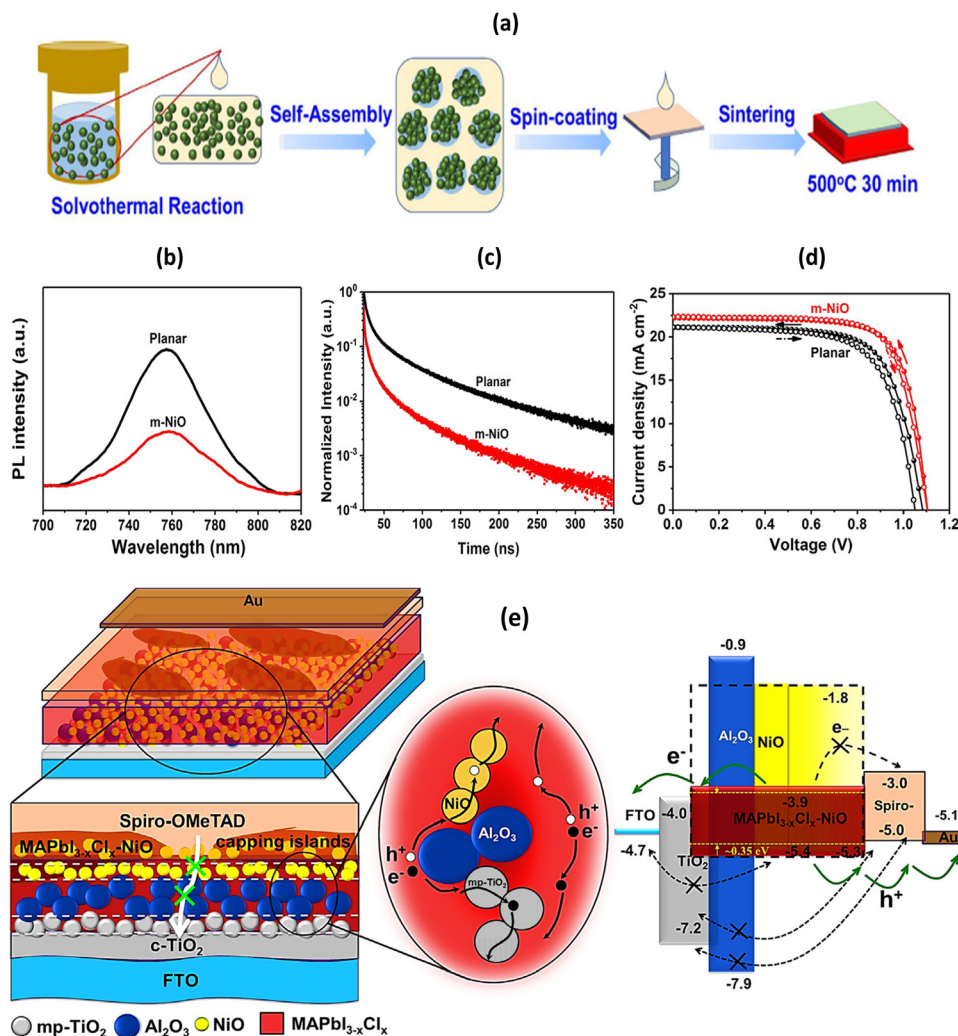 (a)
Self-Assembly
Spin-coating
Sintering
Solvothermal Reaction
500°C 30 min
(b)
PL intensity (a.u.)
Planar
m-NiO
700 720 740 760 780 800 820
Wavelength (nm)
(c)
Normalized Intensity (a.u.)
10⁰
10⁻¹
10⁻²
10⁻³
10⁻⁴
Planar
m-NiO
50 100 150 200 250 300 350
Time (ns)
(d)
Current density (mA cm⁻²)
25
20
15
10
5
0
m-NiO
Planar
0.0 0.2 0.4 0.6 0.8 1.0 1.2
Voltage (V)
(e)
Au
Spiro-OMeTAD
MAPbI₃₋ₓClₓ-NiO
capping islands
c-TiO₂
FTO
NiO
Al₂O₃
h⁺
e⁻
mp-TiO₂
h⁺
e⁻
-0.9
-1.8
Al₂O₃
NiO
e⁻
e⁻
-3.0
FTO
-4.0
-3.9
Spiro-
MAPbI₃₋ₓClₓ-NiO
-5.0
-5.1
Au
-4.7
~0.35 eV
-5.4
-5.3
TiO₂
h⁺
-7.2
-7.9
mp-TiO₂ Al₂O₃ NiO MAPbI₃₋ₓClₓ